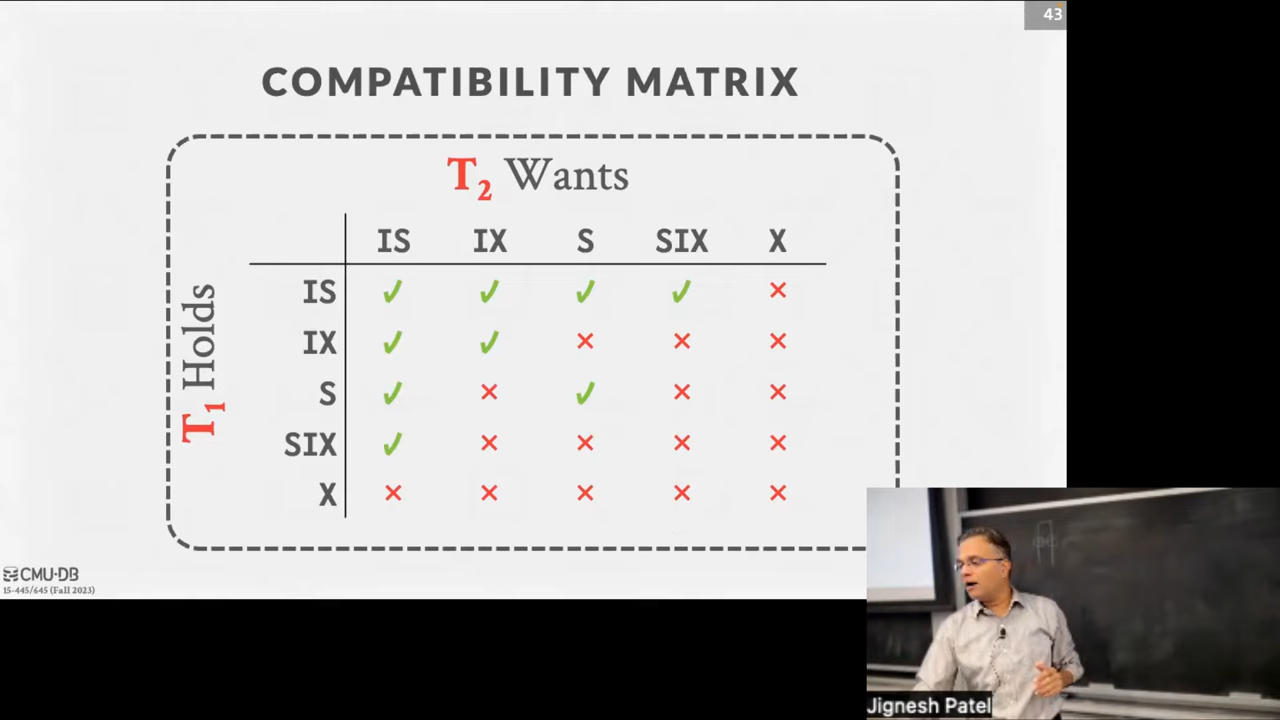 43
COMPATIBILITY MATRIX
T2 Wants
IS IX S SIX X
T1 Holds
IS ✓ ✓ ✓ ✓ ×
IX ✓ ✓ × × ×
S ✓ × ✓ × ×
SIX ✓ × × × ×
X × × × × ×
CMU·DB
15-445/645 (Fall 2023)
Jignesh Patel